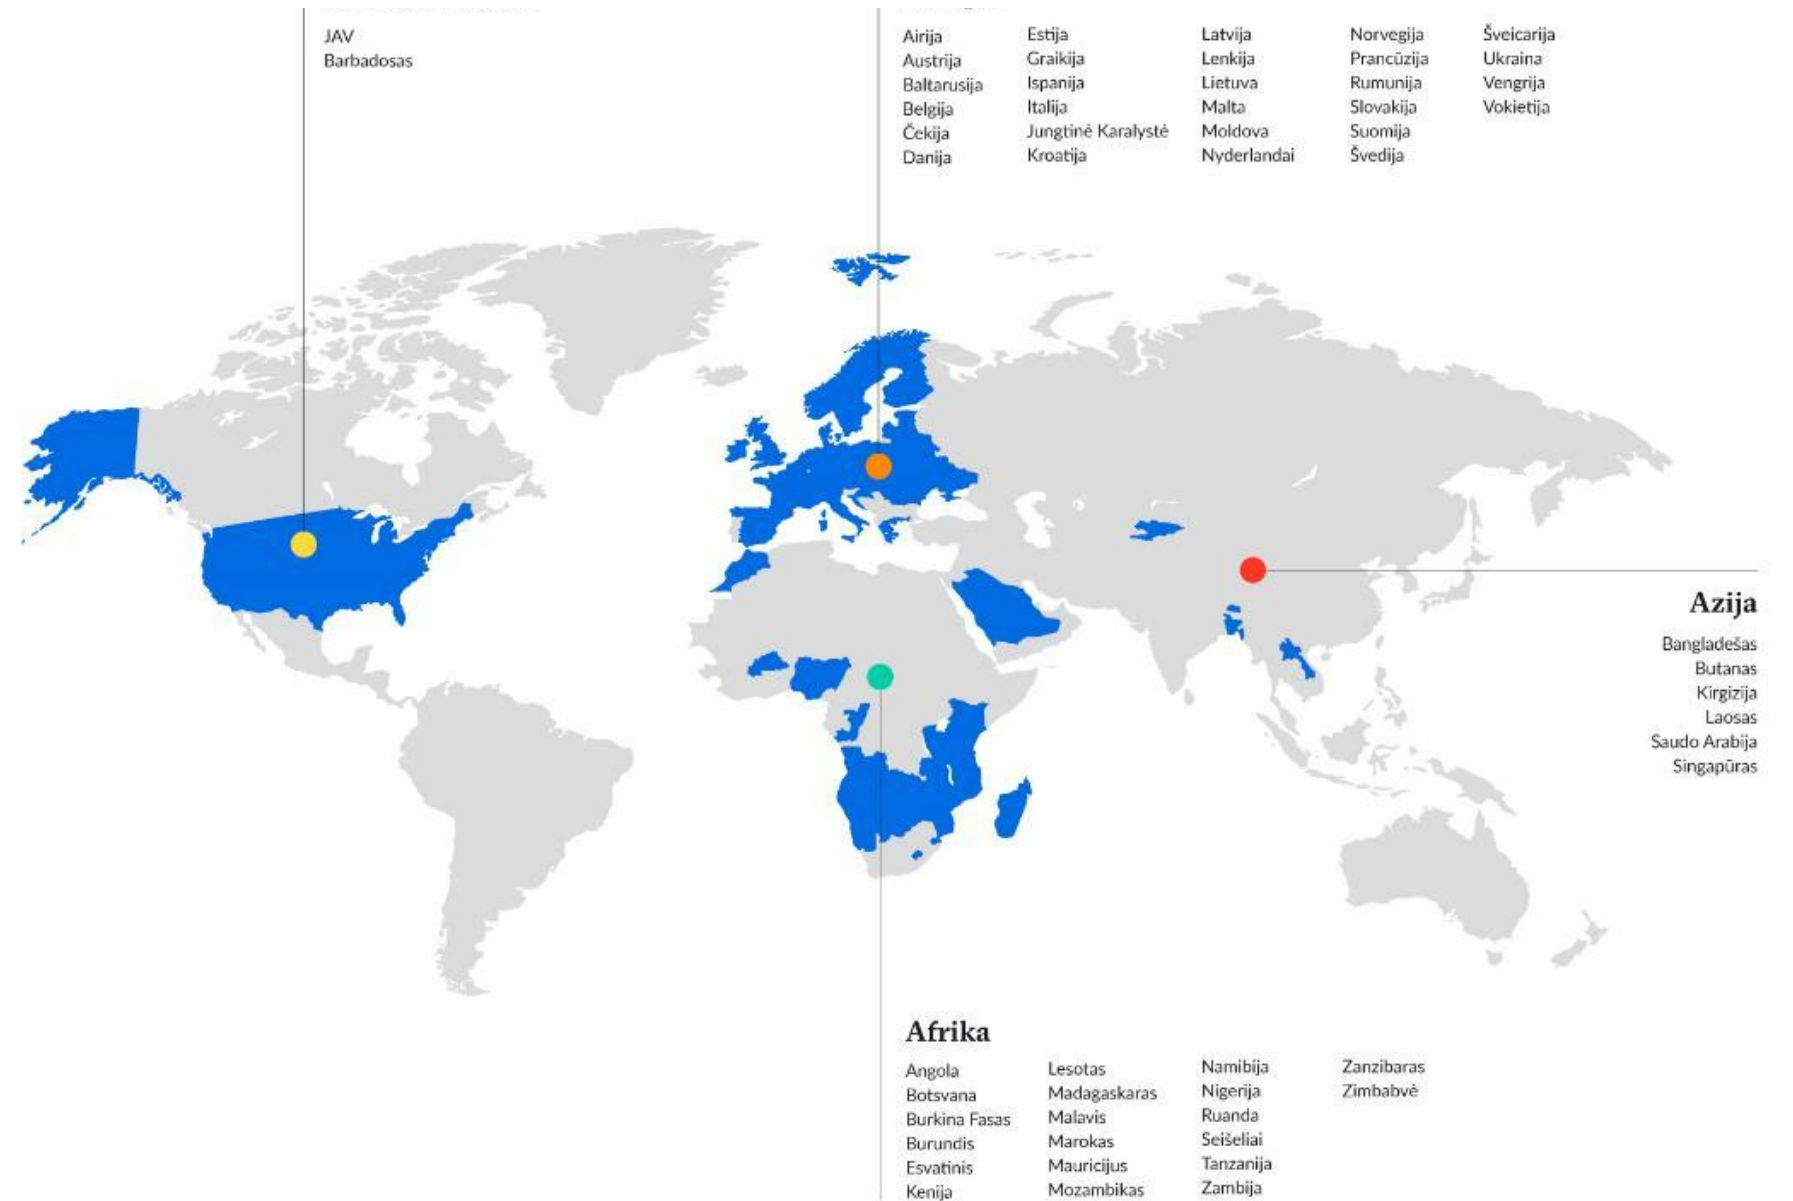 JAV
Barbadosas
Airija
Austrija
Baltarusija
Belgija
Čekija
Danija
Estija
Graikija
Ispanija
Italija
Jungtinė Karalystė
Kroatija
Latvija
Lenkija
Lietuva
Malta
Moldova
Nyderlandai
Norvegija
Prancūzija
Rumunija
Slovakija
Suomija
Švedija
Šveicarija
Ukraina
Vengrija
Vokietija
Azija
Bangladešas
Butanas
Kirgizija
Laosas
Saudo Arabija
Singapūras
Afrika
Angola
Botsvana
Burkina Fasas
Burundis
Esvatinis
Kenija
Lesotas
Madagaskaras
Malavis
Marokas
Mauricijus
Mozambikas
Namibija
Nigerija
Ruanda
Seišeliai
Tanzanija
Zambija
Zanzibaras
Zimbabvė